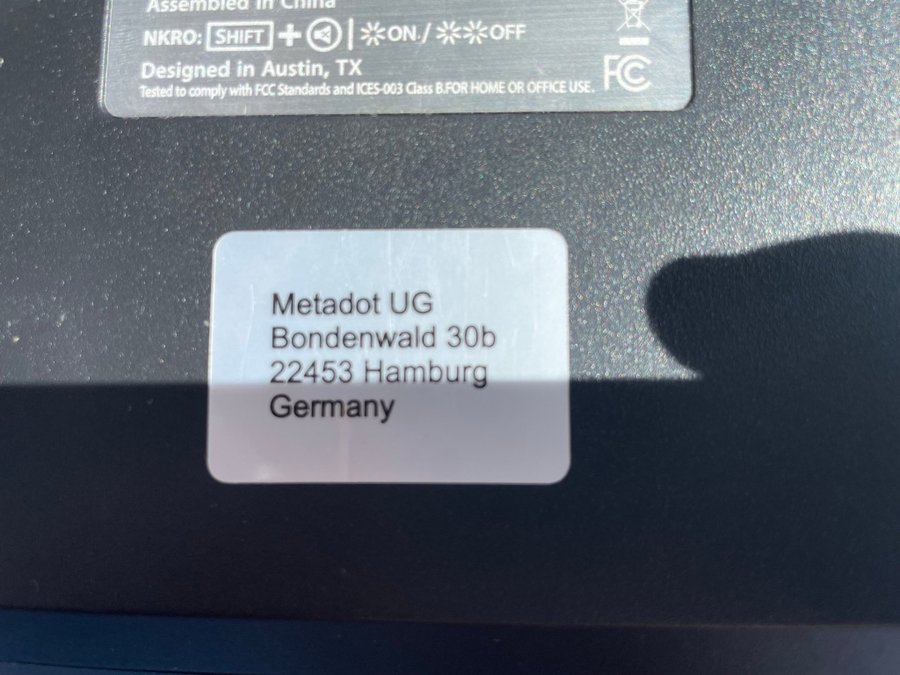 Assembled in China
NKRO: SHIFT + | ON./ OFF
Designed in Austin, TX
Tested to comply with FCC Standards and ICES-003 Class B.FOR HOME OR OFFICE USE.
FC
Metadot UG
Bondenwald 30b
22453 Hamburg
Germany